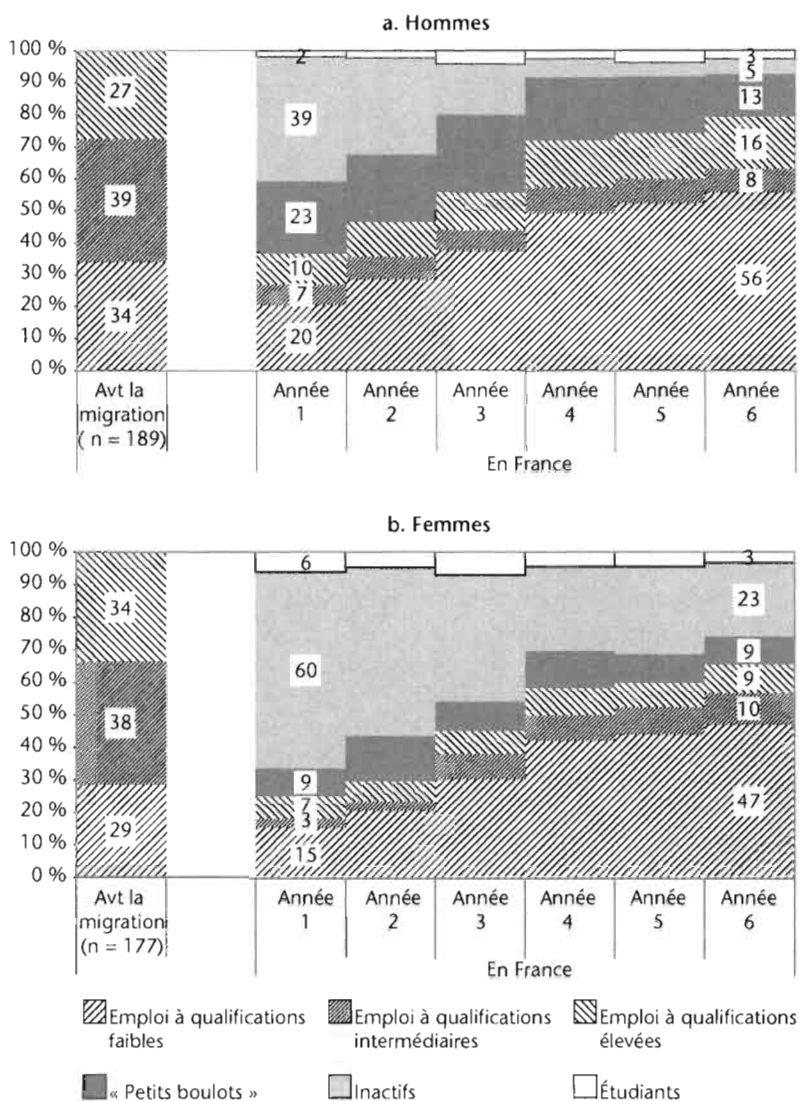 a. Hommes
100 %
90 %
80 %
70 %
60 %
50 %
40 %
30 %
20 %
10 %
0 %
27
39
34
2
39
23
10
7
20
3
5
13
16
8
56
Avt la
migration
( n = 189)
Année
1
Année
2
Année
3
Année
4
Année
5
Année
6
En France
b. Femmes
100 %
90 %
80 %
70 %
60 %
50 %
40 %
30 %
20 %
10 %
0 %
34
38
29
6
60
9
7
3
15
3
23
9
9
10
47
Avt la
migration
(n = 177)
Année
1
Année
2
Année
3
Année
4
Année
5
Année
6
En France
Emploi à qualifications
faibles
Emploi à qualifications
intermédiaires
Emploi à qualifications
élevées
« Petits boulots »
Inactifs
Étudiants